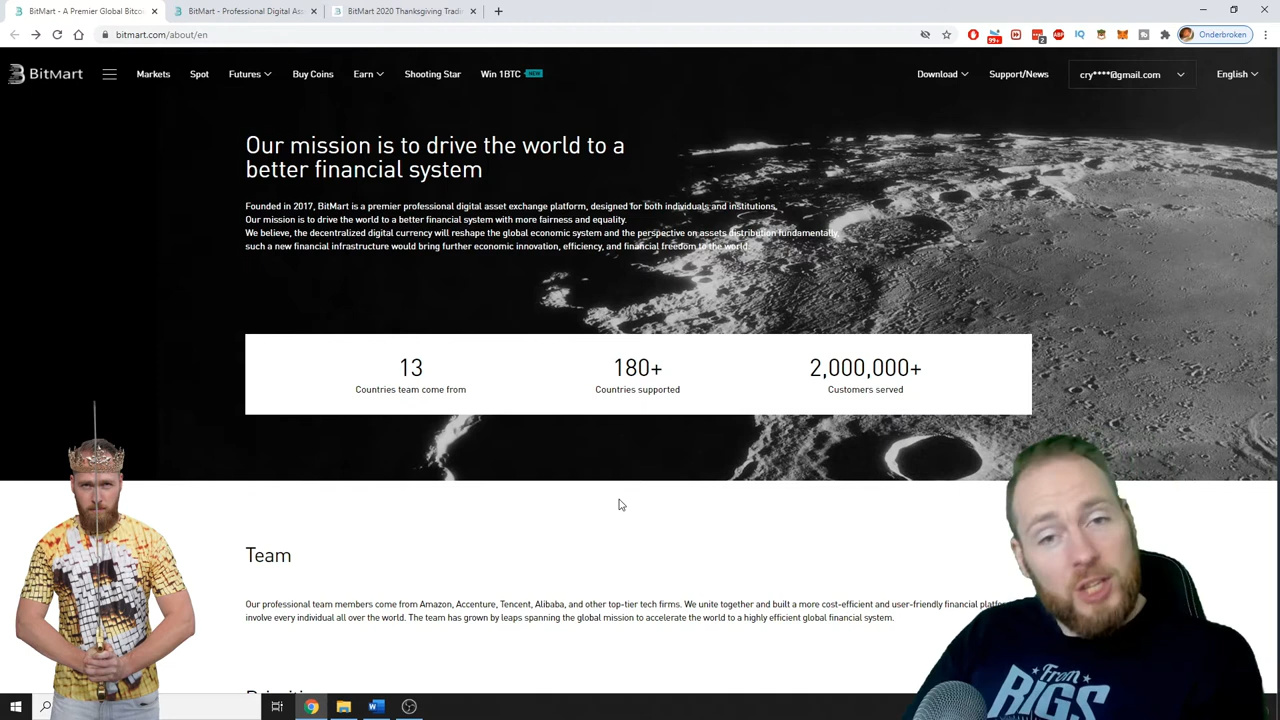 BitMart - A Premier Global Bitco
BitMart - Professional Digital Ass
BitMart 2020 Thanksgiving Tradi
bitmart.com/about/en
99+
2
ABP
IQ
Onderbroken
BitMart
Markets
Spot
Futures
Buy Coins
Earn
Shooting Star
Win 1BTC
NEW
Download
Support/News
cry****@gmail.com
English
Our mission is to drive the world to a
better financial system
Founded in 2017, BitMart is a premier professional digital asset exchange platform, designed for both individuals and institutions.
Our mission is to drive the world to a better financial system with more fairness and equality.
We believe, the decentralized digital currency will reshape the global economic system and the perspective on assets distribution fundamentally,
such a new financial infrastructure would bring further economic innovation, efficiency, and financial freedom to the world.
13
180+
2,000,000+
Countries team come from
Countries supported
Customers served
Team
Our professional team members come from Amazon, Accenture, Tencent, Alibaba, and other top-tier tech firms. We unite together and built a more cost-efficient and user-friendly financial platfo
involve every individual all over the world. The team has grown by leaps spanning the global mission to accelerate the world to a highly efficient global financial system.
From
RIGS